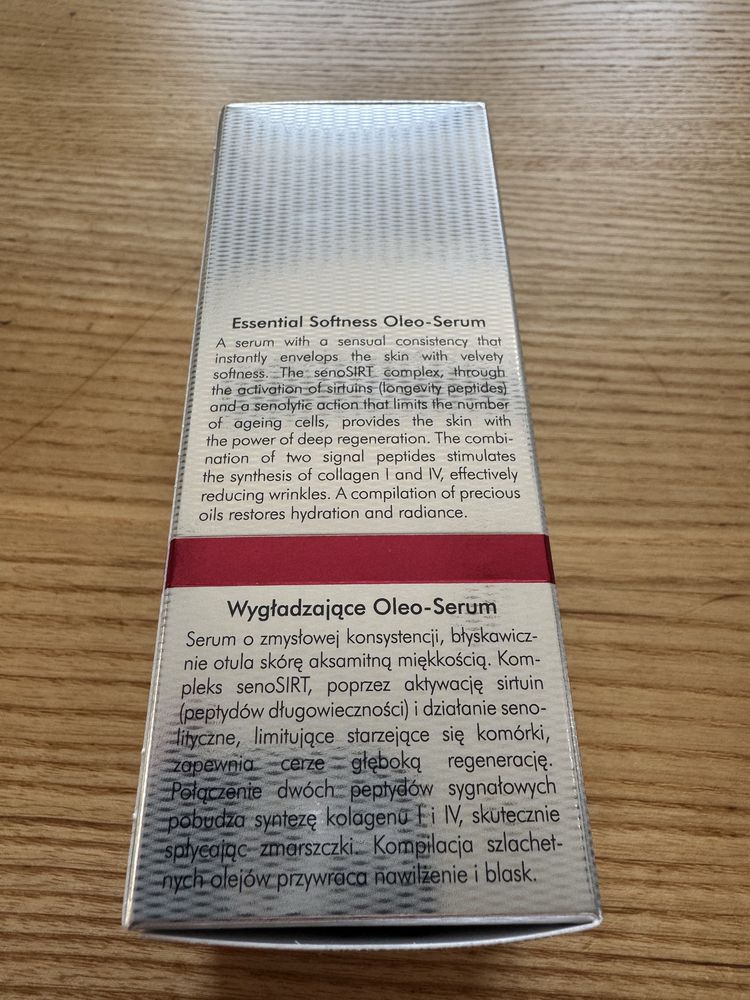 Essential Softness Oleo-Serum
A serum with a sensual consistency that
instantly envelops the skin with velvety
softness. The senoSIRT complex, through
the activation of sirtuins (longevity peptides)
and a senolytic action that limits the number
of ageing cells, provides the skin with
the power of deep regeneration. The combi-
nation of two signal peptides stimulates
the synthesis of collagen I and IV, effectively
reducing wrinkles. A compilation of precious
oils restores hydration and radiance.
Wygładzające Oleo-Serum
Serum o zmysłowej konsystencji, błyskawicz-
nie otula skórę aksamitną miękkością. Kom-
pleks senoSIRT, poprzez aktywację sirtuin
(peptydów długowieczności) i działanie seno-
lityczne, limitujące starzejące się komórki,
zapewnia cerze głęboką regenerację.
Połączenie dwóch peptydów sygnałowych
pobudza syntezę kolagenu I i IV, skutecznie
spłycając zmarszczki. Kompilacja szlachet-
nych olejów przywraca nawilżenie i blask.